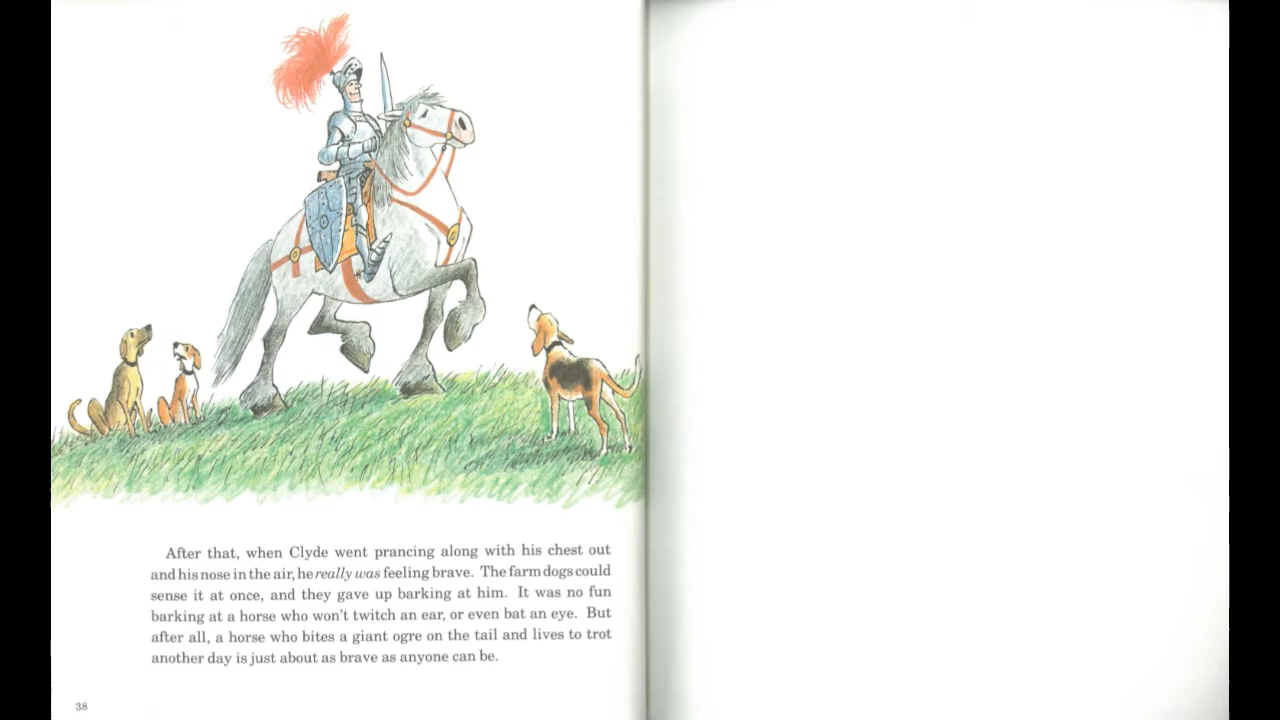 After that, when Clyde went prancing along with his chest out
and his nose in the air, he really was feeling brave. The farm dogs could
sense it at once, and they gave up barking at him. It was no fun
barking at a horse who won't twitch an ear, or even bat an eye. But
after all, a horse who bites a giant ogre on the tail and lives to trot
another day is just about as brave as anyone can be.
38